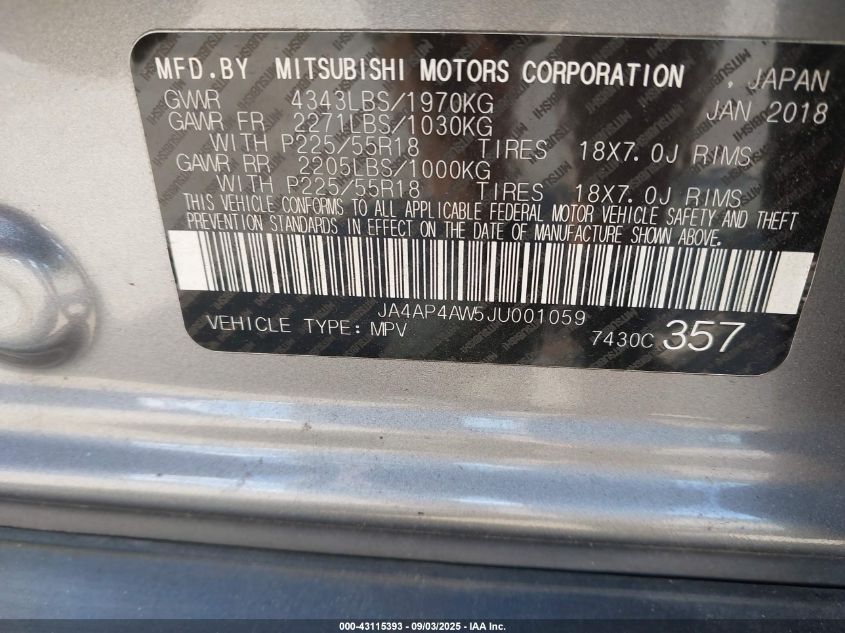 MFD.BY MITSUBISHI MOTORS CORPORATION , JAPAN
GVWR 4343LBS/1970KG JAN 2018
GAWR FR 2271LBS/1030KG
WITH P225/55R18 TIRES 18X7.0J RIMS
GAWR RR 2205LBS/1000KG
WITH P225/55R18 TIRES 18X7.0J RIMS
THIS VEHICLE CONFORMS TO ALL APPLICABLE FEDERAL MOTOR VEHICLE SAFETY AND THEFT
PREVENTION STANDARDS IN EFFECT ON THE DATE OF MANUFACTURE SHOWN ABOVE.
JA4AP4AW5JU001059
VEHICLE TYPE: MPV 7430C 357
000-43115393 - 09/03/2025 - IAA Inc.